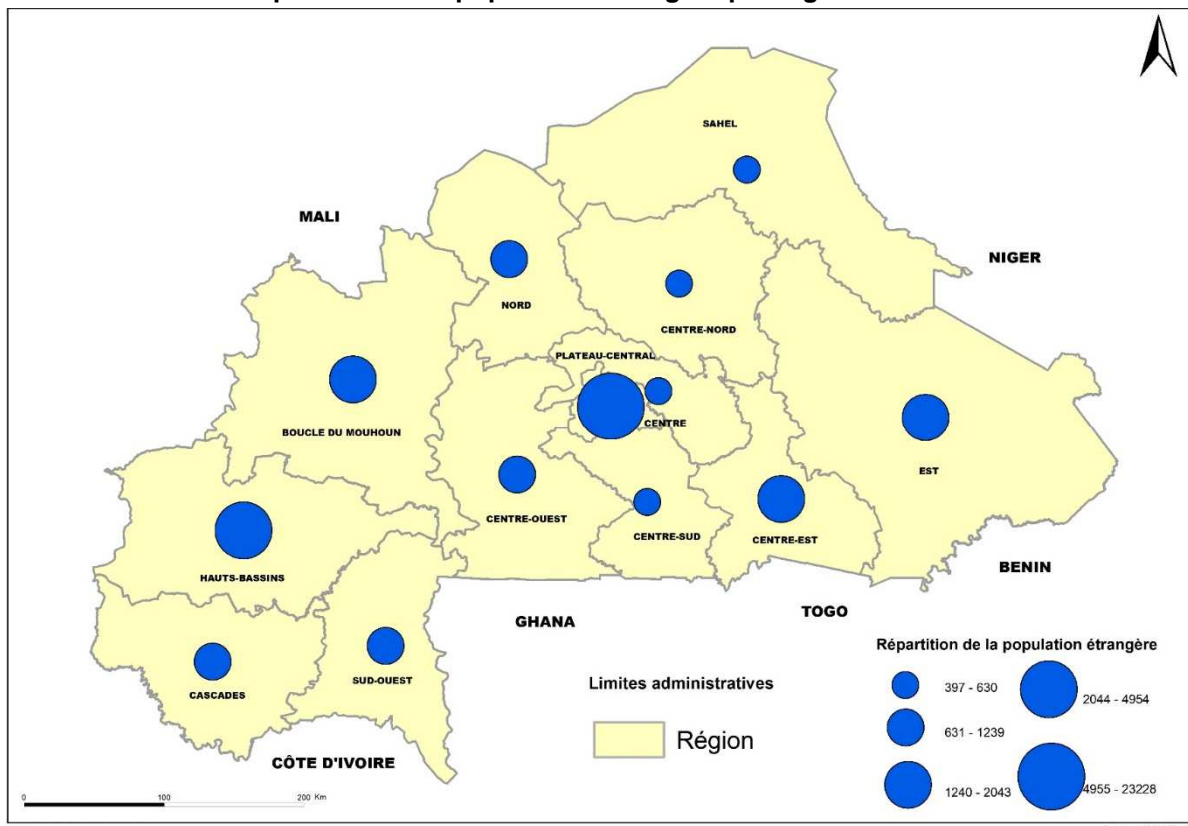 SAHEL
MALI
NIGER
NORD
CENTRE-NORD
PLATEAU-CENTRAL
CENTRE
BOUCLE DU MOUHOUN
EST
CENTRE-OUEST
CENTRE-SUD
CENTRE-EST
HAUTS-BASSINS
BENIN
TOGO
GHANA
SUD-OUEST
CASCADES
CÔTE D'IVOIRE
Limites administratives
Région
Répartition de la population étrangère
397 - 630
631 - 1239
1240 - 2043
2044 - 4954
4955 - 23228
0 100 200 Km